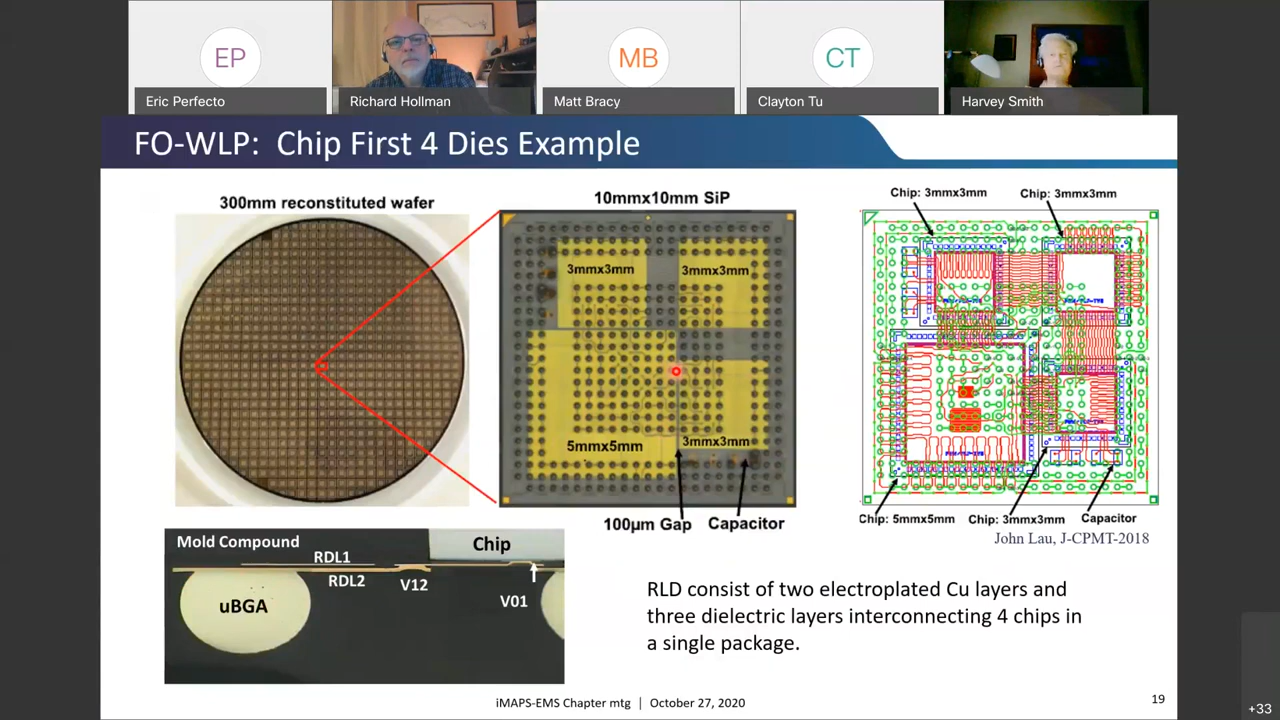 EP
MB
CT
Eric Perfecto
Richard Hollman
Matt Bracy
Clayton Tu
Harvey Smith
FO-WLP: Chip First 4 Dies Example
300mm reconstituted wafer
10mmx10mm SiP
3mmx3mm
3mmx3mm
5mmx5mm
3mmx3mm
100µm Gap
Capacitor
Chip: 3mmx3mm
Chip: 3mmx3mm
Chip: 5mmx5mm
Chip: 3mmx3mm
Capacitor
John Lau, J-CPMT-2018
Mold Compound
Chip
RDL1
RDL2
V12
V01
uBGA
RLD consist of two electroplated Cu layers and
three dielectric layers interconnecting 4 chips in
a single package.
iMAPS-EMS Chapter mtg | October 27, 2020
19
+33